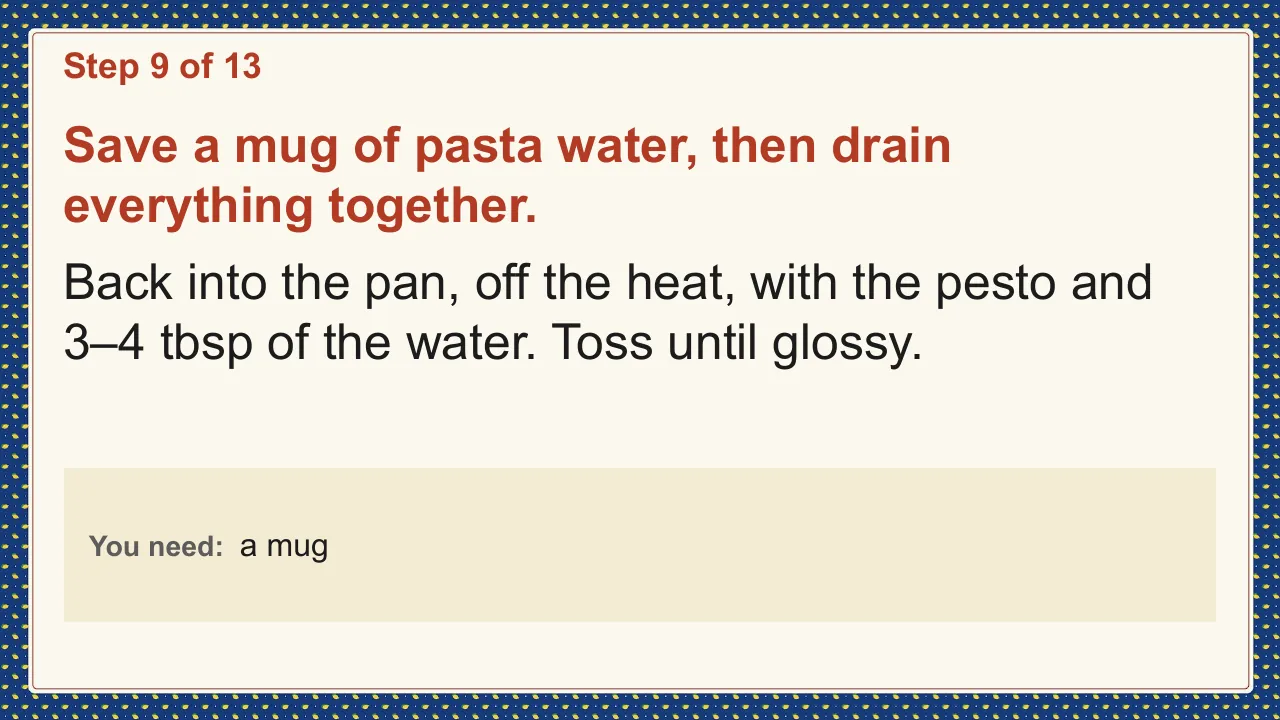 Step 9 of 13
Save a mug of pasta water, then drain
everything together.
Back into the pan, off the heat, with the pesto and
3–4 tbsp of the water. Toss until glossy.
You need: a mug